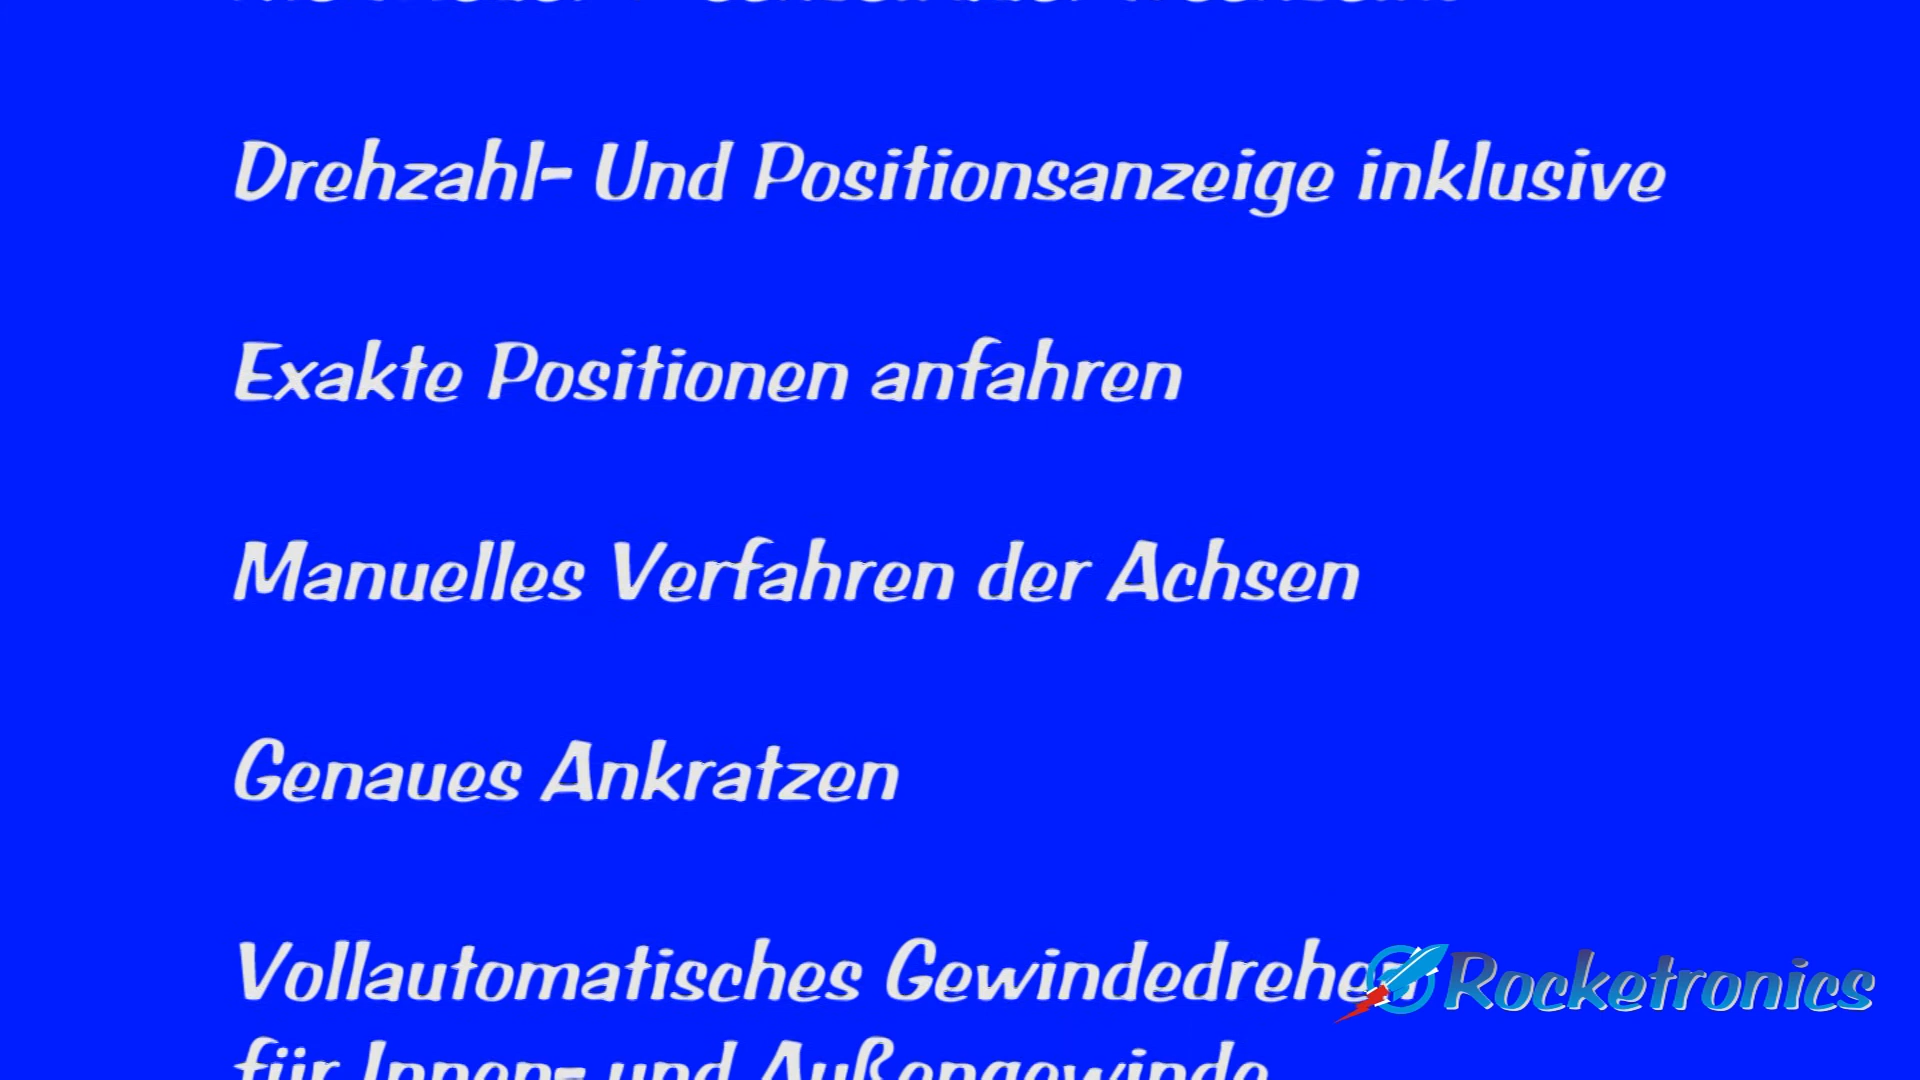 Drehzahl- Und Positionsanzeige inklusive
Exakte Positionen anfahren
Manuelles Verfahren der Achsen
Genaues Ankratzen
Vollautomatisches Gewindedrehen
Rocketronics
für Innen- und Außengewinde